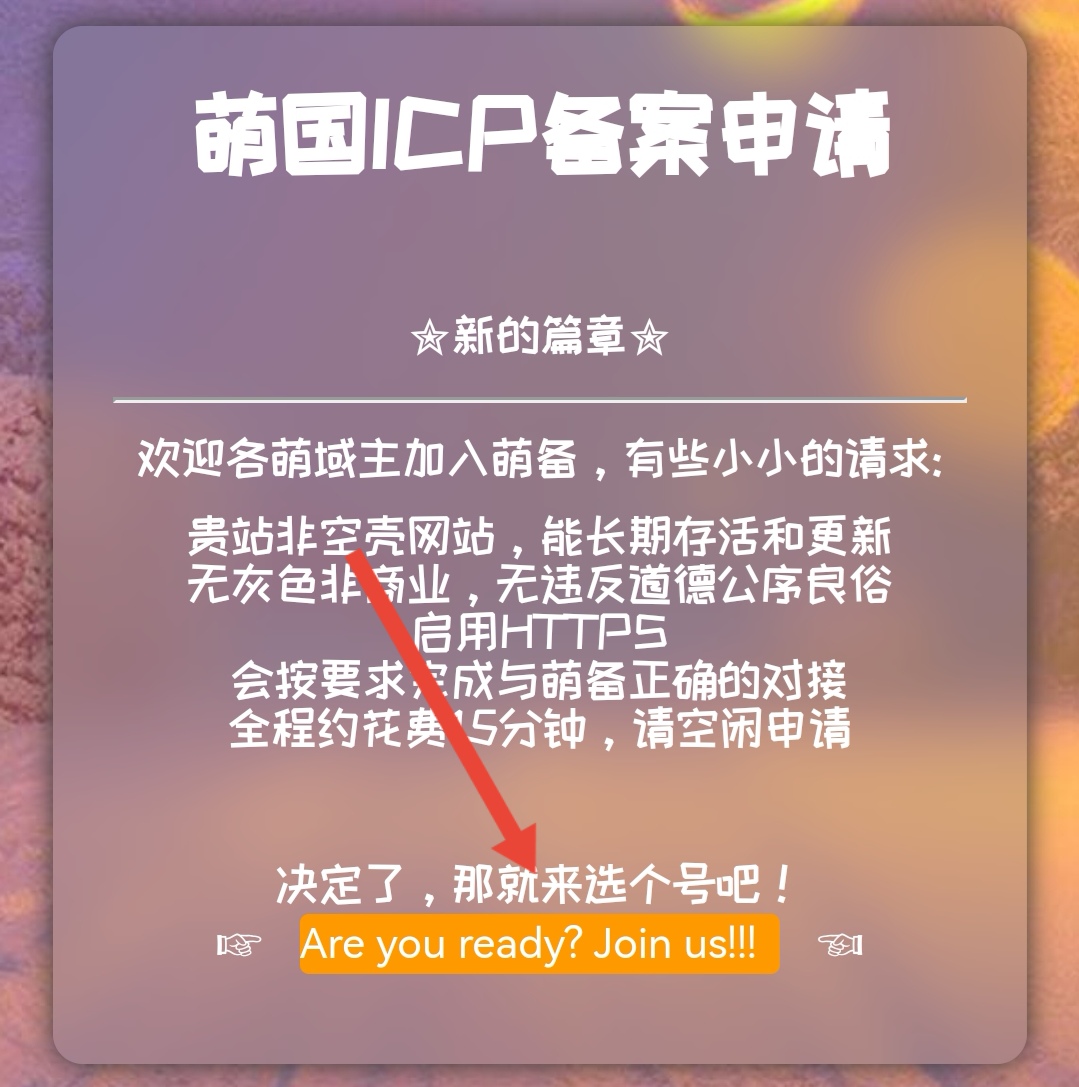 萌国ICP备案申请
☆新的篇章☆
欢迎各萌域主加入萌备，有些小小的请求:
贵站非空壳网站，能长期存活和更新
无灰色非商业，无违反道德公序良俗
启用HTTPS
会按要求完成与萌备正确的对接
全程约花费15分钟，请空闲申请
决定了，那就来选个号吧！
☞ Are you ready? Join us!!! ☜